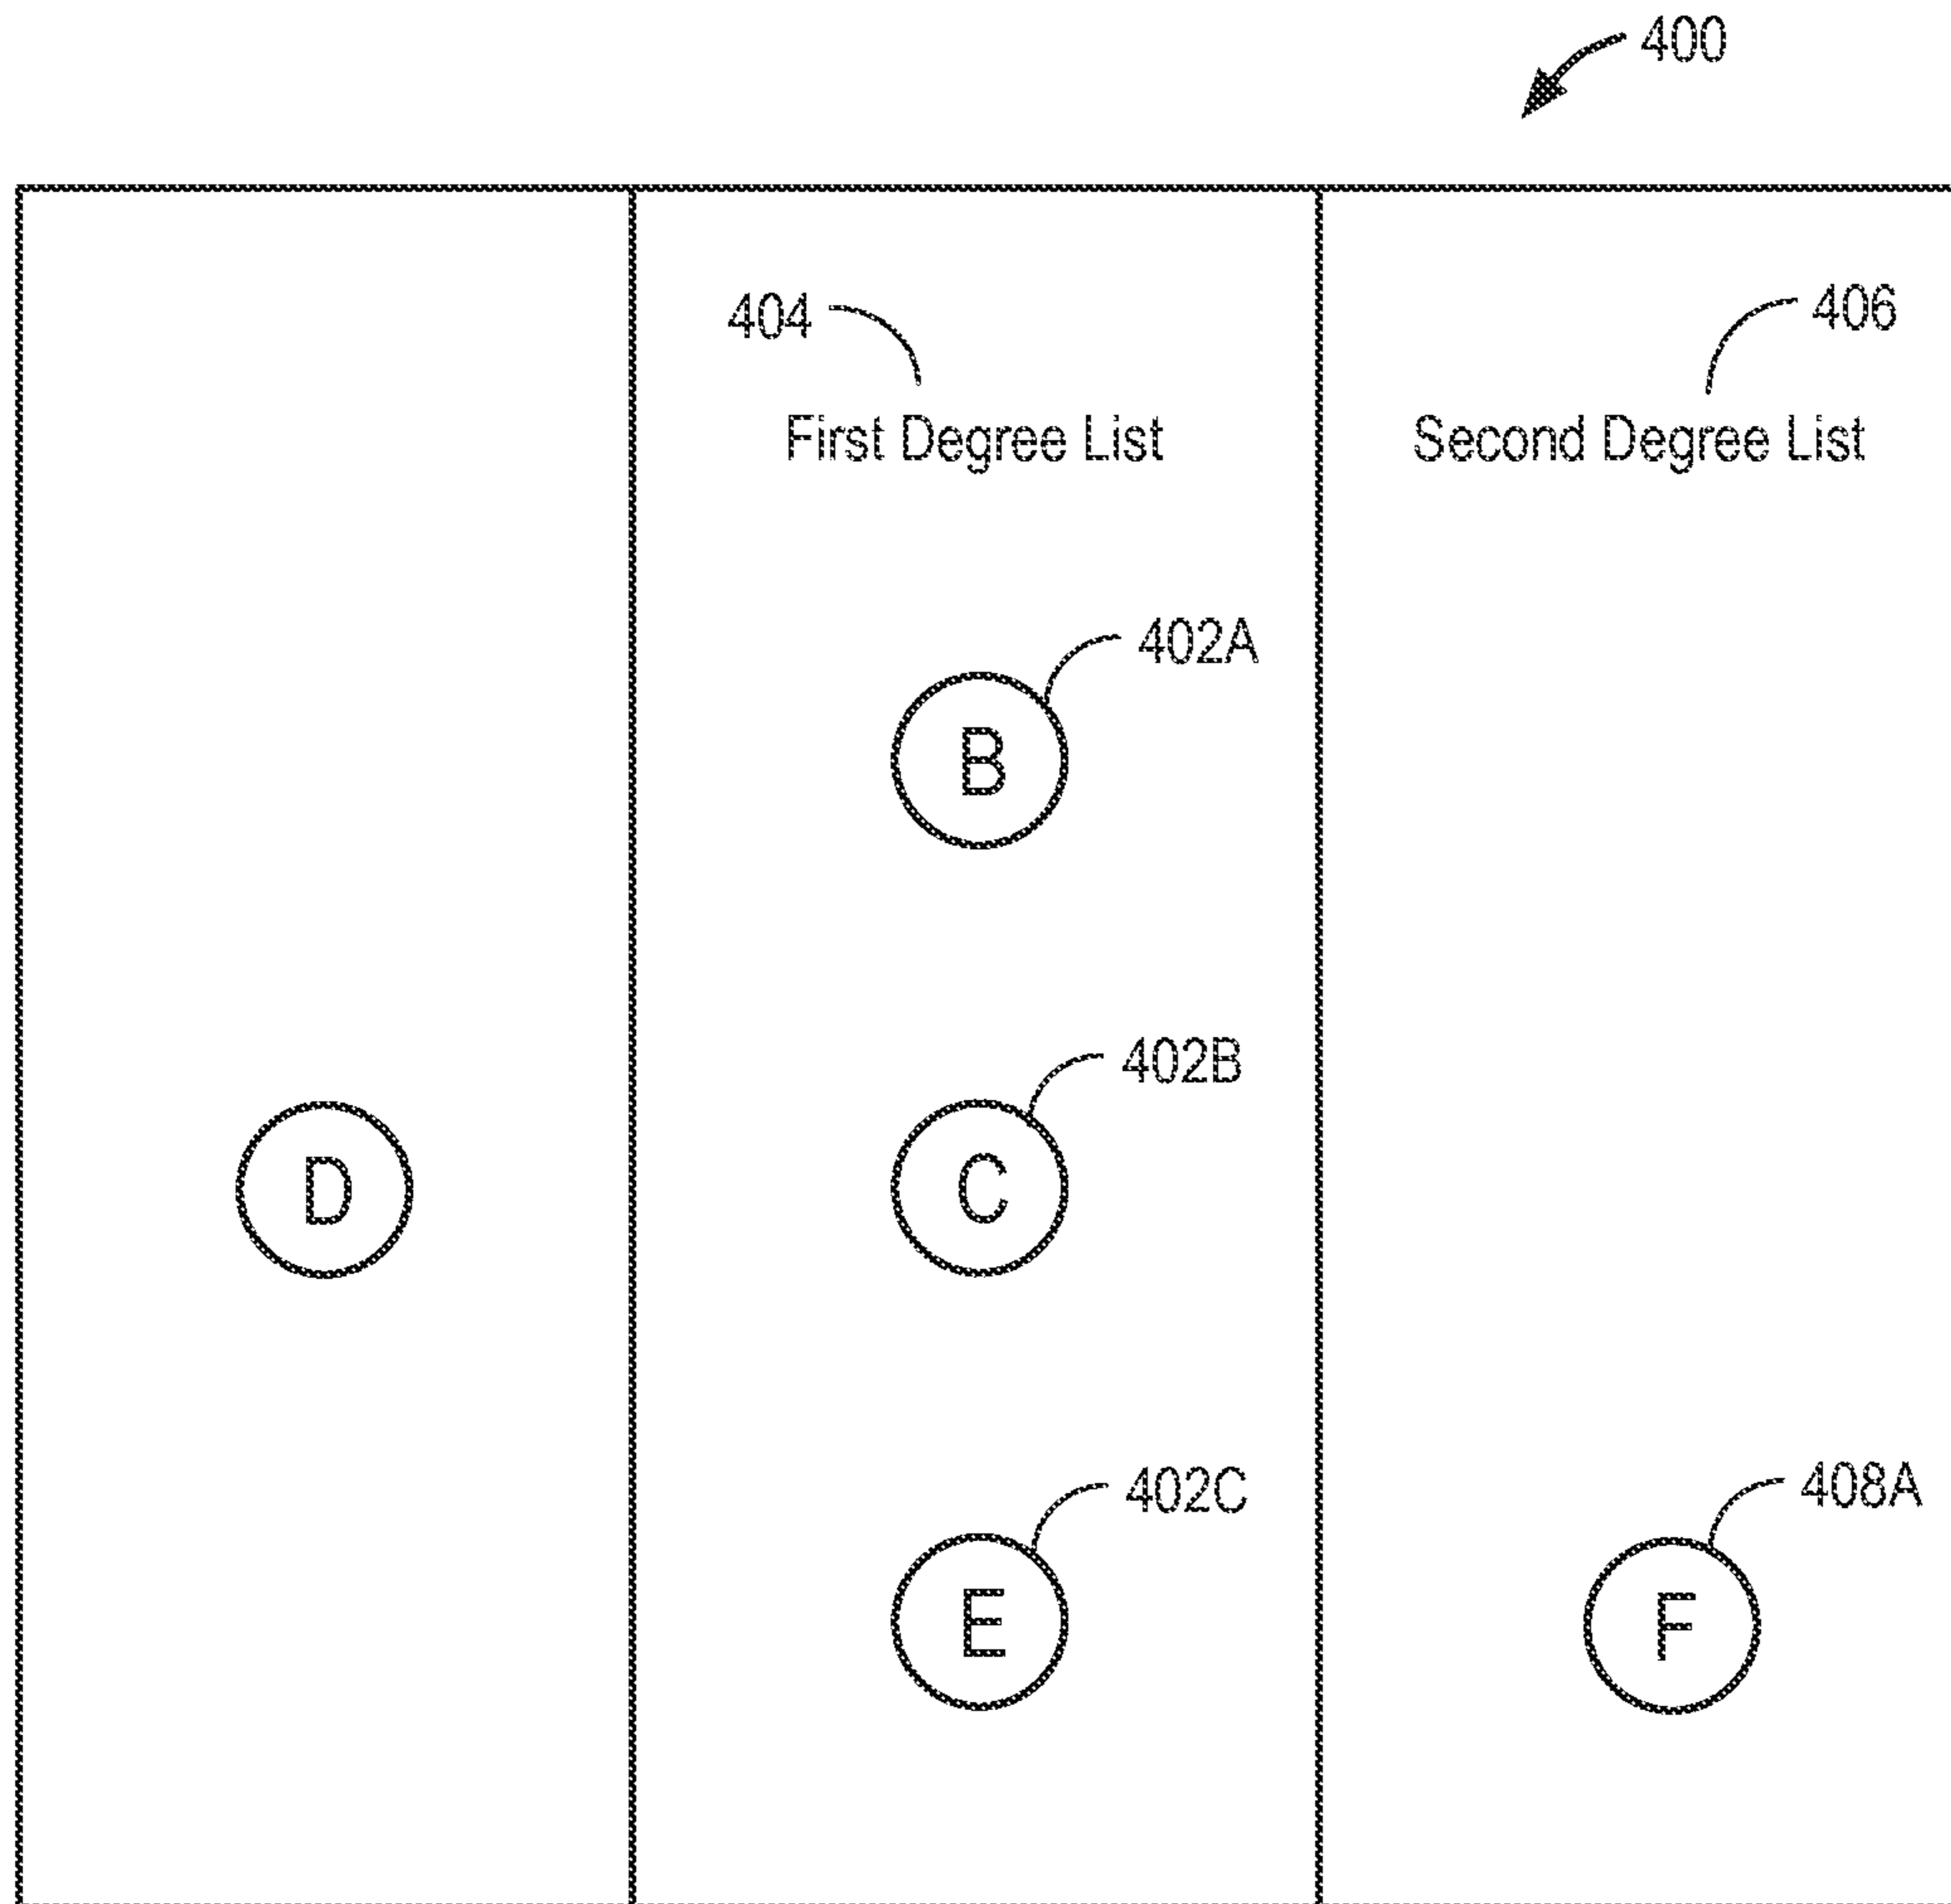 400
404
406
First Degree List
Second Degree List
402A
B
402B
D
C
402C
408A
E
F